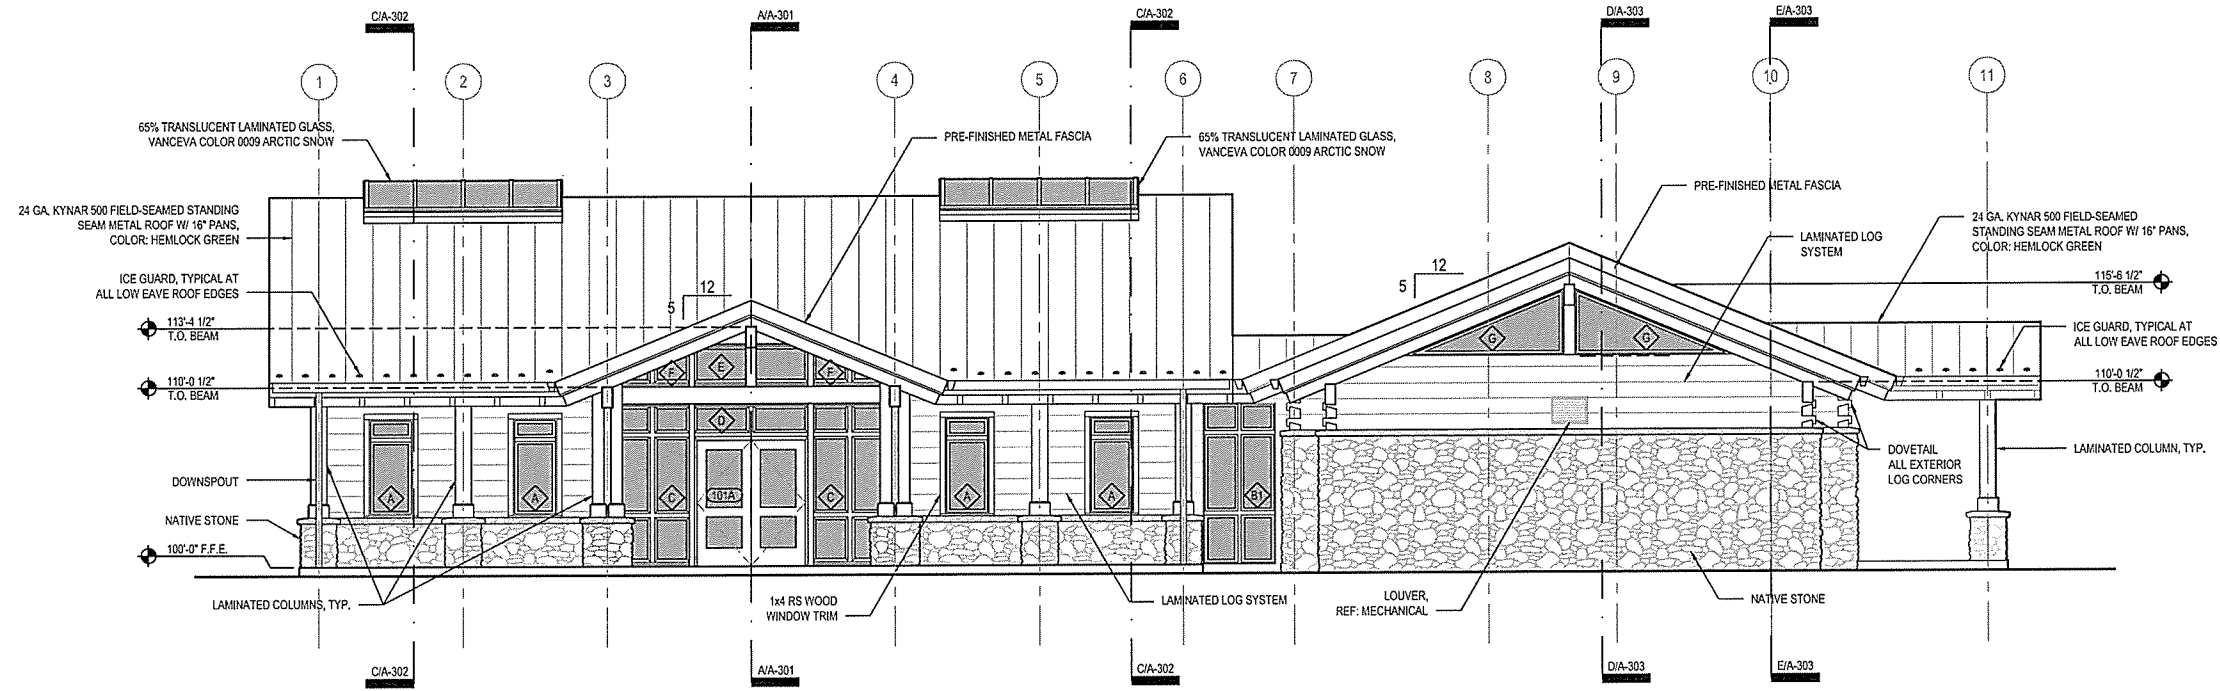 C/A-302
A/A-301
C/A-302
D/A-303
E/A-303
1
2
3
4
5
6
7
8
9
10
11
65% TRANSLUCENT LAMINATED GLASS,
VANCEVA COLOR 0009 ARCTIC SNOW
PRE-FINISHED METAL FASCIA
65% TRANSLUCENT LAMINATED GLASS,
VANCEVA COLOR 0009 ARCTIC SNOW
PRE-FINISHED METAL FASCIA
24 GA. KYNAR 500 FIELD-SEAMED STANDING
SEAM METAL ROOF W/ 16" PANS,
COLOR: HEMLOCK GREEN
24 GA. KYNAR 500 FIELD-SEAMED
STANDING SEAM METAL ROOF W/ 16" PANS,
COLOR: HEMLOCK GREEN
LAMINATED LOG
SYSTEM
ICE GUARD, TYPICAL AT
ALL LOW EAVE ROOF EDGES
12
5
12
5
115'-6 1/2"
T.O. BEAM
113'-4 1/2"
T.O. BEAM
ICE GUARD, TYPICAL AT
ALL LOW EAVE ROOF EDGES
110'-0 1/2"
T.O. BEAM
110'-0 1/2"
T.O. BEAM
F
E
F
G
G
D
A
A
C
101A
C
A
A
B1
DOWNSPOUT
DOVETAIL
ALL EXTERIOR
LOG CORNERS
LAMINATED COLUMN, TYP.
NATIVE STONE
100'-0" F.F.E.
LAMINATED COLUMNS, TYP.
1x4 RS WOOD
WINDOW TRIM
LAMINATED LOG SYSTEM
LOUVER,
REF: MECHANICAL
NATIVE STONE
C/A-302
A/A-301
C/A-302
D/A-303
E/A-303